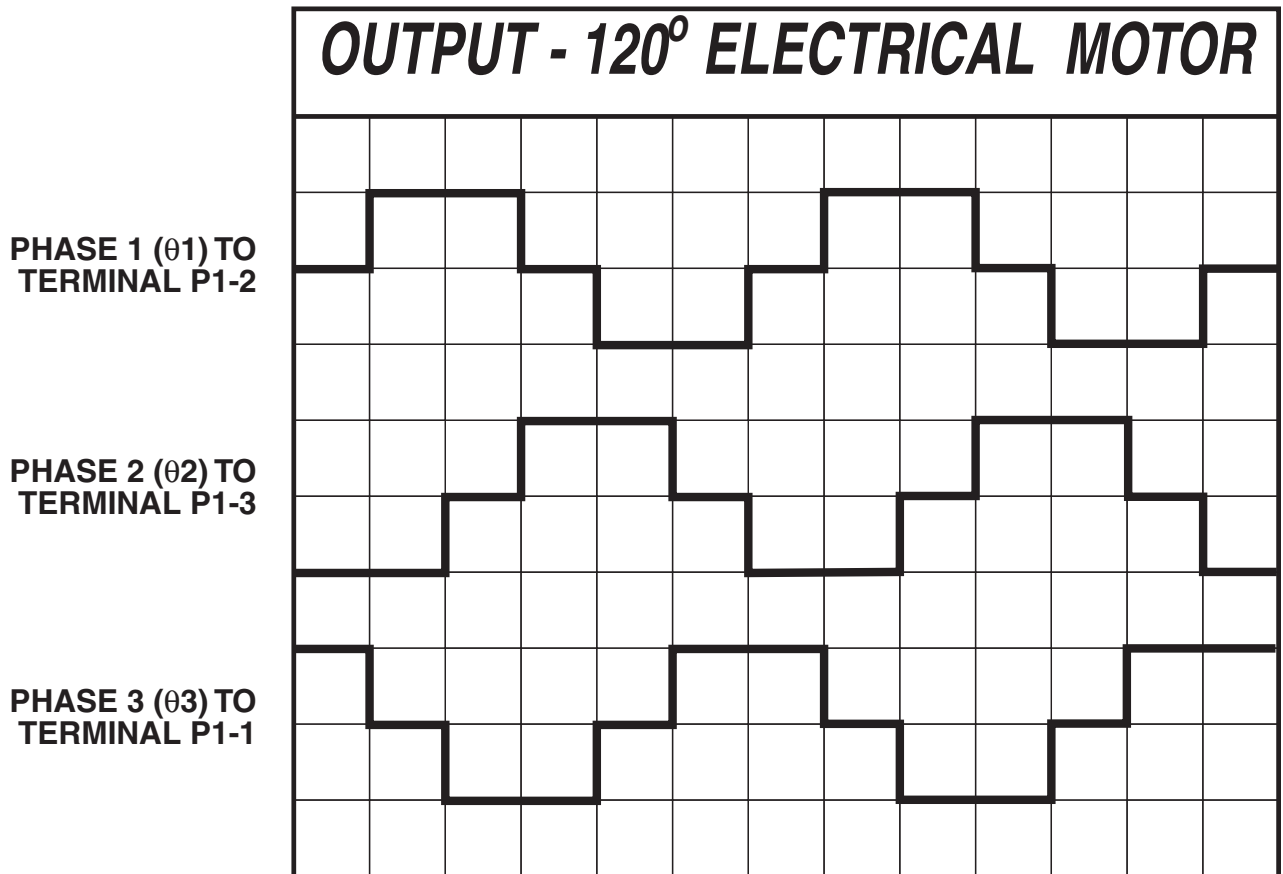 OUTPUT - 120º ELECTRICAL MOTOR
PHASE 1 (θ1) TO
TERMINAL P1-2
PHASE 2 (θ2) TO
TERMINAL P1-3
PHASE 3 (θ3) TO
TERMINAL P1-1